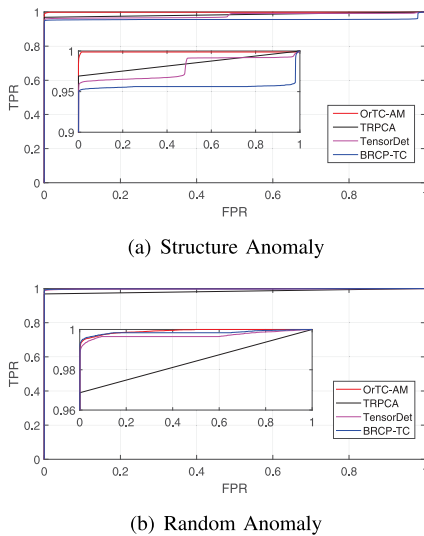 1
0.8
0.6
0.4
0.2
0
TPR
1
0.95
0.9
0 0.2 0.4 0.6 0.8 1
OrTC-AM
TRPCA
TensorDet
BRCP-TC
0 0.2 0.4 0.6 0.8 1
FPR
(a) Structure Anomaly
1
0.8
0.6
0.4
0.2
0
TPR
1
0.98
0.96
0 0.2 0.4 0.6 0.8 1
OrTC-AM
TRPCA
TensorDet
BRCP-TC
0 0.2 0.4 0.6 0.8 1
FPR
(b) Random Anomaly